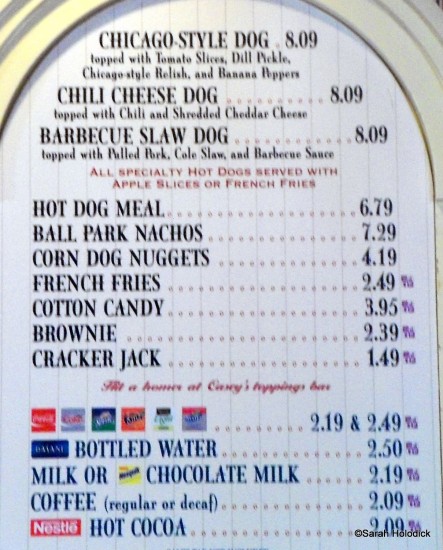 CHICAGO-STYLE DOG . 8.09
topped with Tomato Slices, Dill Pickle,
Chicago-style Relish, and Banana Peppers
CHILI CHEESE DOG .......... 8.09
topped with Chili and Shredded Cheddar Cheese
BARBECUE SLAW DOG .......... 8.09
topped with Pulled Pork, Cole Slaw, and Barbecue Sauce
ALL SPECIALTY HOT DOGS SERVED WITH
APPLE SLICES OR FRENCH FRIES
HOT DOG MEAL .......... 6.79
BALL PARK NACHOS .......... 7.29
CORN DOG NUGGETS .......... 4.19
FRENCH FRIES .......... 2.49
COTTON CANDY .......... 3.95
BROWNIE .......... 2.39
CRACKER JACK .......... 1.49
Hit a homer at Casey's toppings bar
Coca-Cola .......... 2.19 & 2.49
DASANI BOTTLED WATER .......... 2.50
MILK OR Nesquik CHOCOLATE MILK .......... 2.19
COFFEE (regular or decaf) .......... 2.09
Nestlé HOT COCOA .......... 2.09
©Sarah Holodick